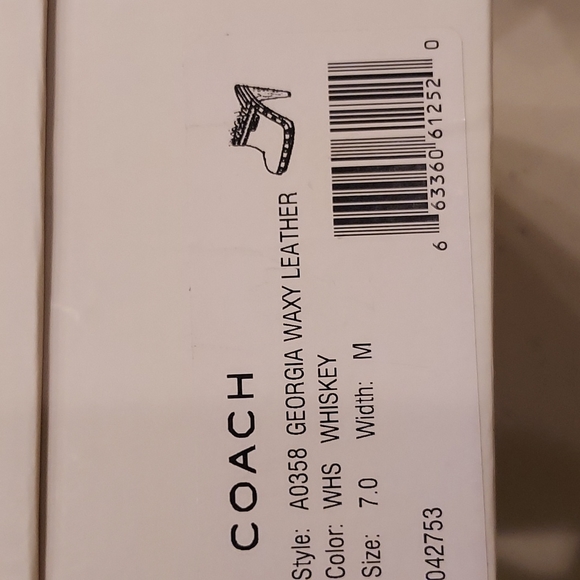 COACH
Style: A0358 GEORGIA WAXY LEATHER
Color: WHS WHISKEY
Size: 7.0 Width: M
6 63360 61252 0
042753